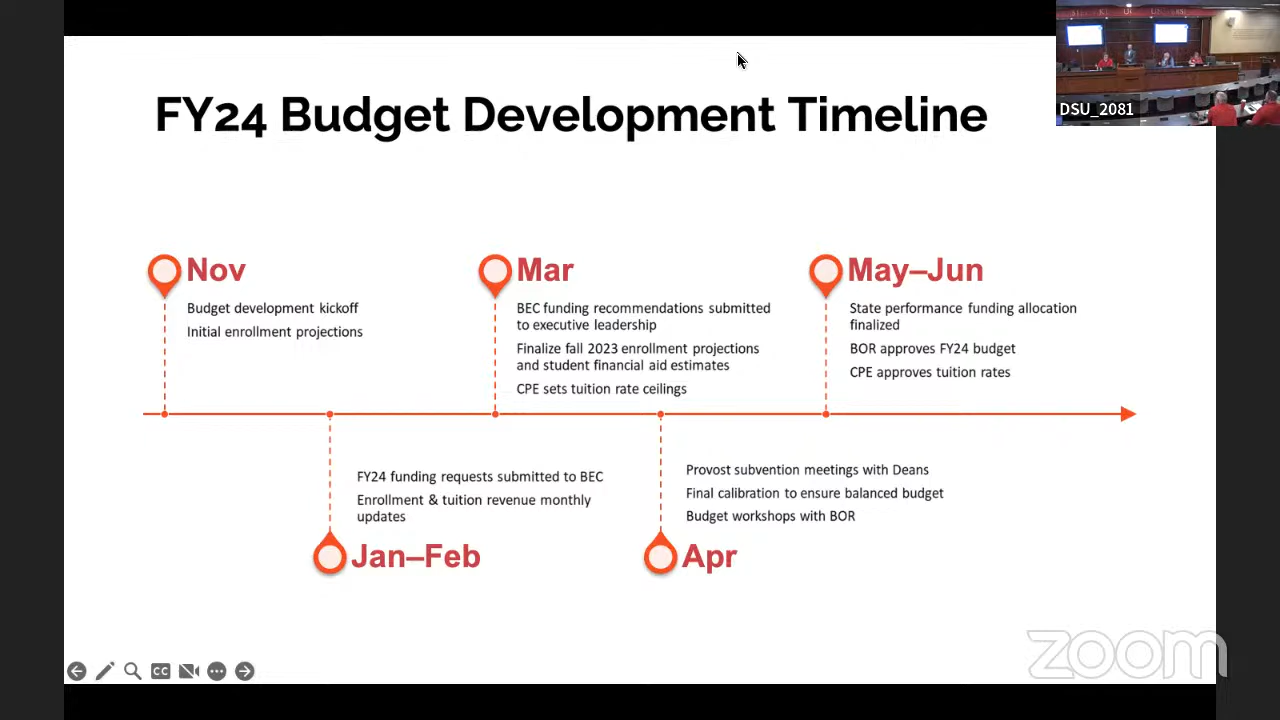 FY24 Budget Development Timeline
DSU_2081
Nov
Budget development kickoff
Initial enrollment projections
Mar
BEC funding recommendations submitted
to executive leadership
Finalize fall 2023 enrollment projections
and student financial aid estimates
CPE sets tuition rate ceilings
May–Jun
State performance funding allocation
finalized
BOR approves FY24 budget
CPE approves tuition rates
FY24 funding requests submitted to BEC
Enrollment & tuition revenue monthly
updates
Jan–Feb
Provost subvention meetings with Deans
Final calibration to ensure balanced budget
Budget workshops with BOR
Apr
CC
zoom